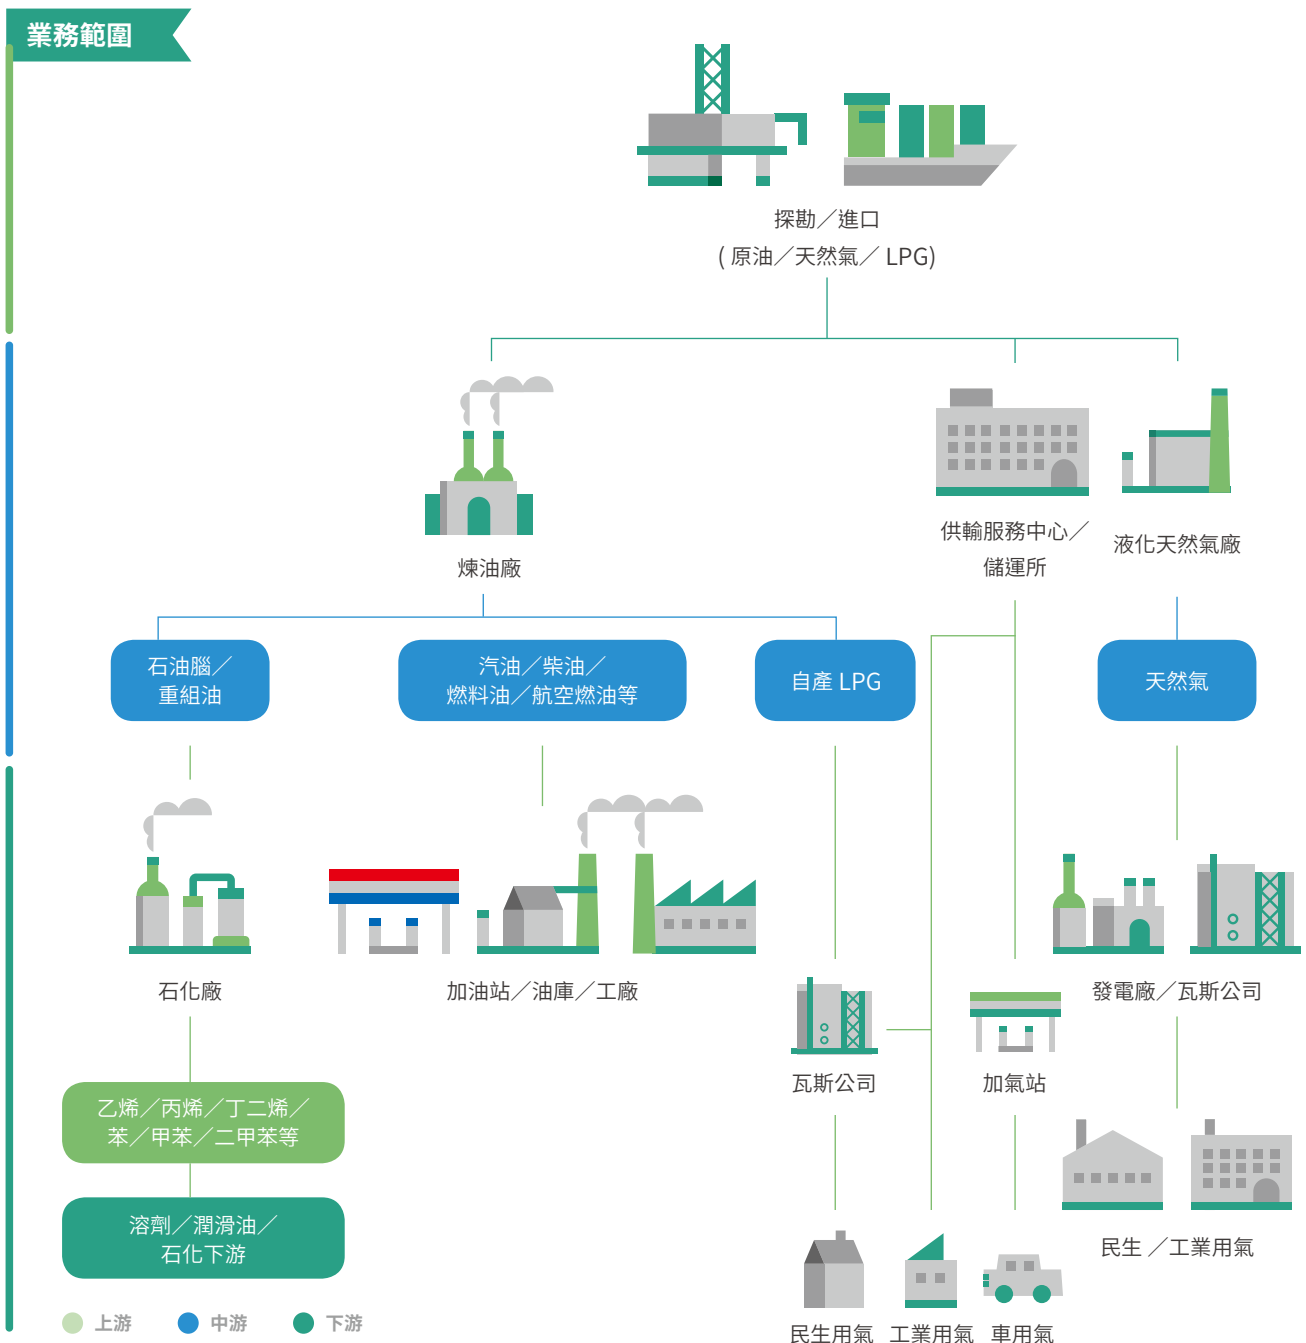 業務範圍
探勘／進口
( 原油／天然氣／ LPG)
煉油廠
供輸服務中心／
儲運所
液化天然氣廠
石油腦／
重組油
汽油／柴油／
燃料油／航空燃油等
自產 LPG
天然氣
石化廠
加油站／油庫／工廠
發電廠／瓦斯公司
瓦斯公司
加氣站
乙烯／丙烯／丁二烯／
苯／甲苯／二甲苯等
溶劑／潤滑油／
石化下游
民生 ／工業用氣
民生用氣
工業用氣
車用氣
上游
中游
下游